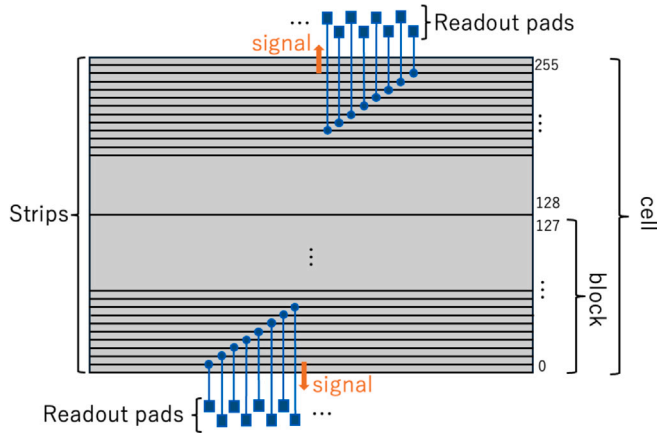 ... Readout pads
signal
255
⋮
Strips
128
127
cell
⋮
⋮
block
0
signal
Readout pads ...